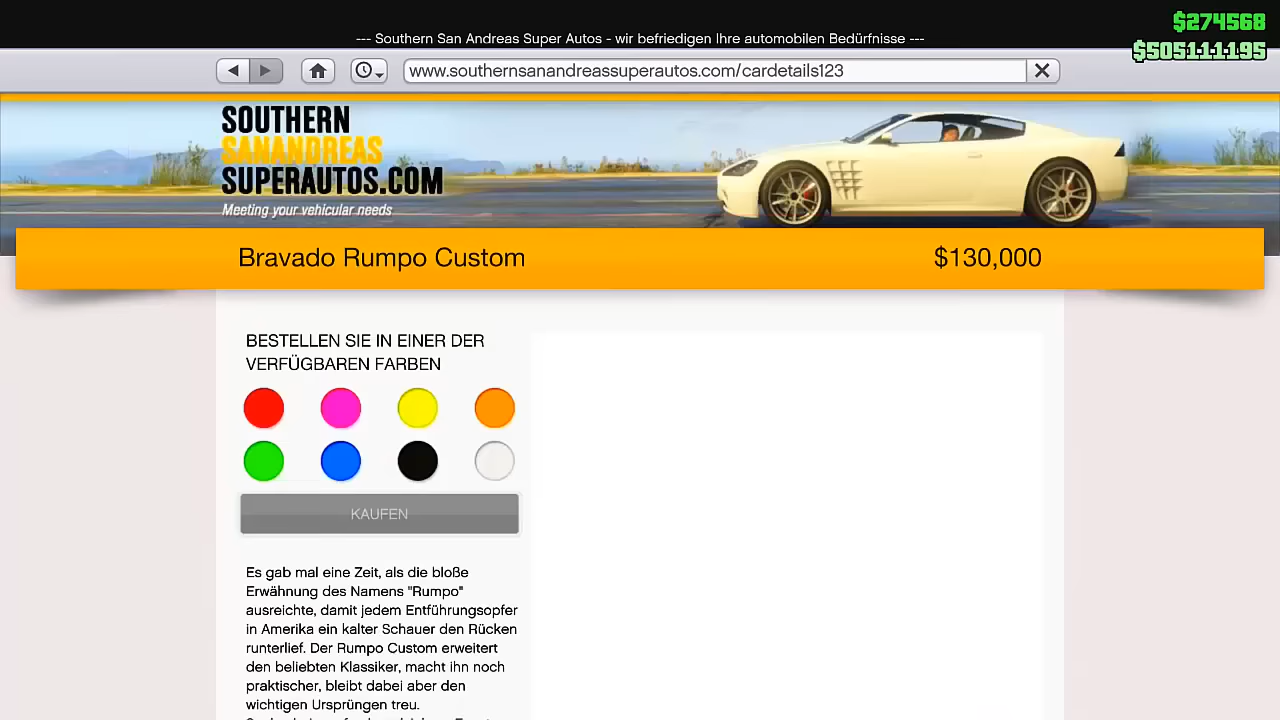 $274568
--- Southern San Andreas Super Autos - wir befriedigen Ihre automobilen Bedürfnisse ---
$505111195
www.southernsanandreassuperautos.com/cardetails123
SOUTHERN
SANANDREAS
SUPERAUTOS.COM
Meeting your vehicular needs
Bravado Rumpo Custom
$130,000
BESTELLEN SIE IN EINER DER
VERFÜGBAREN FARBEN
KAUFEN
Es gab mal eine Zeit, als die bloße
Erwähnung des Namens "Rumpo"
ausreichte, damit jedem Entführungsopfer
in Amerika ein kalter Schauer den Rücken
runterlief. Der Rumpo Custom erweitert
den beliebten Klassiker, macht ihn noch
praktischer, bleibt dabei aber den
wichtigen Ursprüngen treu.